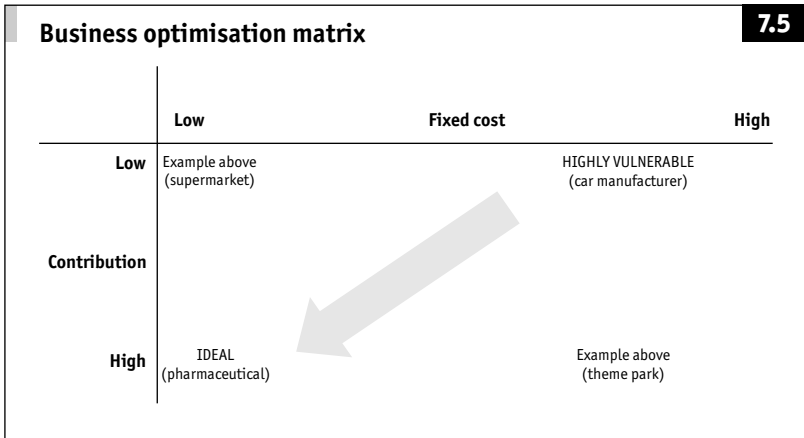 Business optimisation matrix
7.5
Low Fixed cost High
Low
Example above
(supermarket)
HIGHLY VULNERABLE
(car manufacturer)
Contribution
High
IDEAL
(pharmaceutical)
Example above
(theme park)